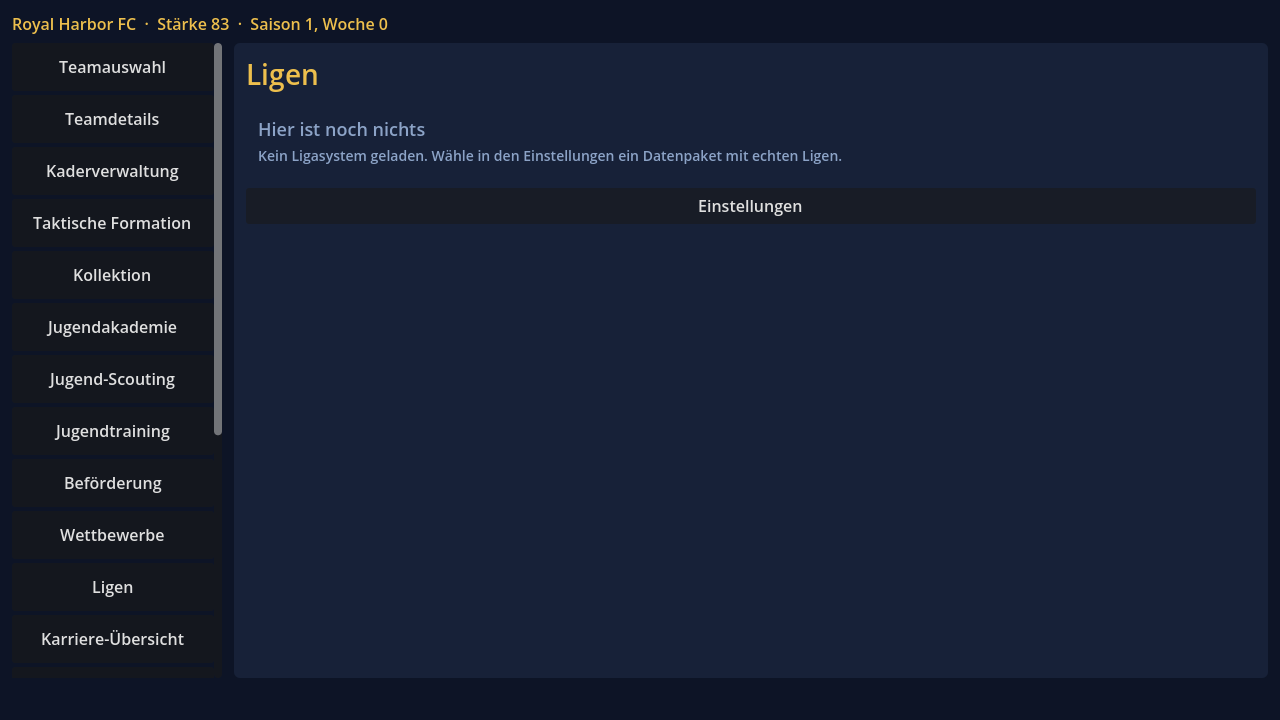 Royal Harbor FC · Stärke 83 · Saison 1, Woche 0
Teamauswahl
Teamdetails
Kaderverwaltung
Taktische Formation
Kollektion
Jugendakademie
Jugend-Scouting
Jugendtraining
Beförderung
Wettbewerbe
Ligen
Karriere-Übersicht
Ligen
Hier ist noch nichts
Kein Ligasystem geladen. Wähle in den Einstellungen ein Datenpaket mit echten Ligen.
Einstellungen